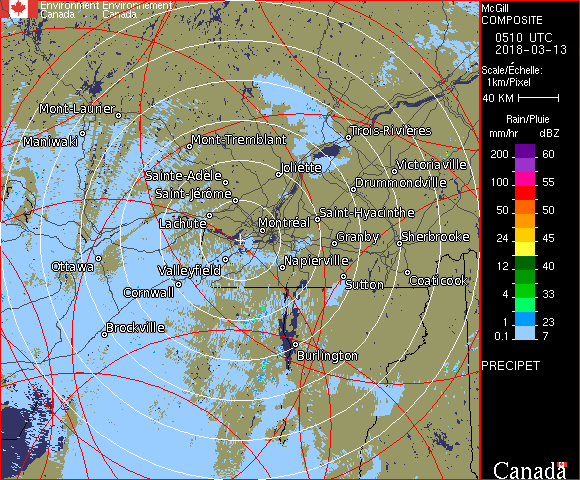 Environment Environnement
Canada Canada
McGill
COMPOSITE
0510 UTC
2018-03-13
Scale/Échelle:
1km/Pixel
40 KM
Rain/Pluie
mm/hr dBZ
200 60
100 55
50 50
24 45
12 40
4 33
1 23
0.1 7
PRECIPET
Mont-Laurier
Maniwaki
Mont-Tremblant
Trois-Rivières
Sainte-Adèle
Joliette
Victoriaville
Saint-Jérôme
Drummondville
Lachute
Montréal
Saint-Hyacinthe
Granby
Sherbrooke
Ottawa
Valleyfield
Napierville
Cornwall
Sutton
Coaticook
Brockville
Burlington
Canada